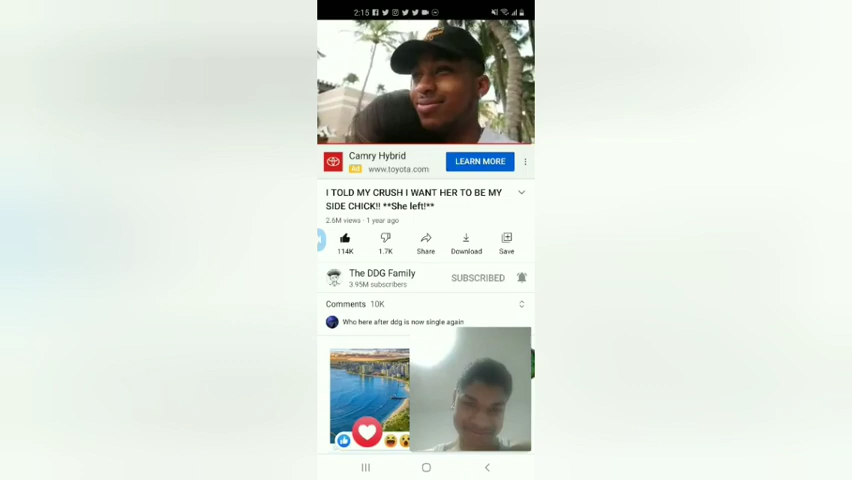 2:15
Camry Hybrid
Ad www.toyota.com
LEARN MORE
I TOLD MY CRUSH I WANT HER TO BE MY
SIDE CHICK!! **She left!**
2.6M views · 1 year ago
114K 1.7K Share Download Save
The DDG Family
3.95M subscribers
SUBSCRIBED
Comments 10K
Who here after ddg is now single again